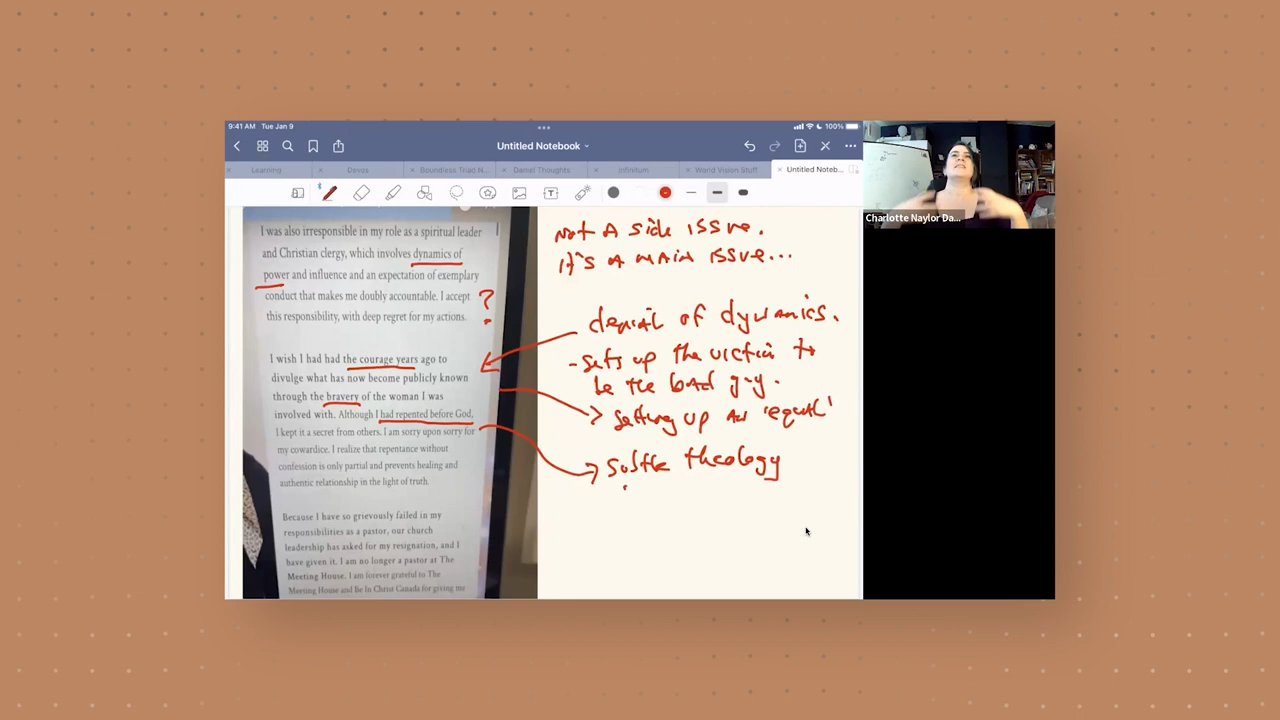 9:41 AM Tue Jan 9
100%
Untitled Notebook
Learning
Devos
Boundless Triad N...
Daniel Thoughts
Infinitum
World Vision Stuff
Untitled Noteb...
Charlotte Naylor Da...
I was also irresponsible in my role as a spiritual leader
and Christian clergy, which involves dynamics of
power and influence and an expectation of exemplary
conduct that makes me doubly accountable. I accept
this responsibility, with deep regret for my actions.
?
I wish I had had the courage years ago to
divulge what has now become publicly known
through the bravery of the woman I was
involved with. Although I had repented before God,
I kept it a secret from others. I am sorry upon sorry for
my cowardice. I realize that repentance without
confession is only partial and prevents healing and
authentic relationship in the light of truth.
Because I have so grievously failed in my
responsibilities as a pastor, our church
leadership has asked for my resignation, and I
have given it. I am no longer a pastor at The
Meeting House. I am forever grateful to The
Meeting House and Be In Christ Canada for giving me
Not A side issue.
it's A main issue...
denial of dynamics.
- sets up the victim to
be the bad guy.
setting up an 'equal'
subtle theology